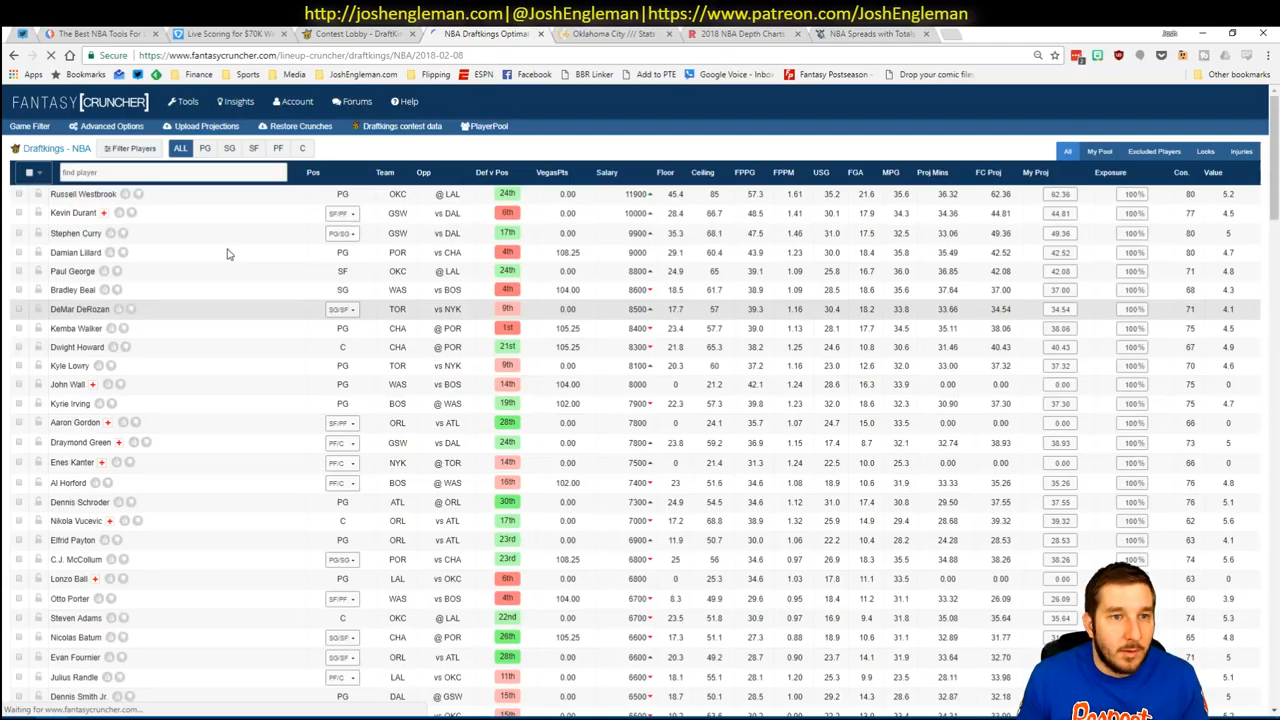 http://joshengleman.com|@JoshEngleman|https://www.patreon.com/JoshEngleman
The Best NBA Tools For × Live Scoring for $70K W × Contest Lobby - DraftKin × NBA Draftkings Optimal × Oklahoma City /// Stats × 2018 NBA Depth Charts × NBA Spreads with Totals × Josh
Secure https://www.fantasycruncher.com/lineup-cruncher/draftkings/NBA/2018-02-08
Apps Bookmarks Finance Sports Media JoshEngleman.com Flipping ESPN Facebook BBR Linker Add to PTE Google Voice - Inbox Fantasy Postseason - Drop your comic files Other bookmarks
FANTASY[CRUNCHER] Tools Insights Account Forums Help
Game Filter Advanced Options Upload Projections Restore Crunches Draftkings contest data PlayerPool
Draftkings - NBA Filter Players ALL PG SG SF PF C All My Pool Excluded Players Locks Injuries
find player Pos Team Opp Def v Pos VegasPts Salary Floor Ceiling FPPG FPPM USG FGA MPG Proj Mins FC Proj My Proj Exposure Con. Value
Russell Westbrook PG OKC @ LAL 24th 0.00 11900 45.4 85 57.3 1.61 35.2 21.6 35.6 36.32 62.36 62.36 100% 80 5.2
Kevin Durant + SF/PF GSW vs DAL 6th 0.00 10000 28.4 66.7 48.5 1.41 31.1 17.9 34.3 34.36 44.81 44.81 100% 77 4.5
Stephen Curry PG/SG GSW vs DAL 17th 0.00 9900 35.3 68.1 47.5 1.46 31.0 17.5 32.5 33.06 49.36 49.36 100% 80 5
Damian Lillard PG POR vs CHA 4th 108.25 9000 29.1 60.4 43.9 1.23 30.0 18.4 35.8 35.49 42.52 42.52 100% 80 4.7
Paul George SF OKC @ LAL 24th 0.00 8800 24.9 65 39.1 1.09 25.8 16.7 36.0 36.85 42.08 42.08 100% 71 4.8
Bradley Beal SG WAS vs BOS 4th 104.00 8600 18.5 61.7 38.9 1.09 28.5 18.6 35.6 37.64 37.00 37.00 100% 68 4.3
DeMar DeRozan SG/SF TOR vs NYK 9th 0.00 8500 17.7 57 39.3 1.16 30.4 18.2 33.8 33.66 34.54 34.54 100% 71 4.1
Kemba Walker PG CHA @ POR 1st 105.25 8400 23.4 57.7 39.0 1.13 28.5 17.7 34.5 35.11 38.06 38.06 100% 75 4.5
Dwight Howard C CHA @ POR 21st 105.25 8300 21.8 65.3 38.2 1.25 24.6 10.8 30.6 31.46 40.43 40.43 100% 67 4.9
Kyle Lowry PG TOR vs NYK 9th 0.00 8100 20.3 60 37.2 1.16 23.0 12.6 32.0 33.00 37.32 37.32 100% 70 4.6
John Wall + PG WAS vs BOS 14th 104.00 8000 0 21.2 42.1 1.24 28.6 16.3 33.9 0.00 0.00 0.00 100% 75 0
Kyrie Irving PG BOS @ WAS 19th 102.00 7900 22.3 57.3 38.0 1.18 32.0 18.6 32.3 30.90 37.30 37.30 100% 75 4.7
Aaron Gordon + SF/PF ORL vs ATL 28th 0.00 7800 0 24.1 35.7 1.07 24.7 15.0 33.5 0.00 0.00 0.00 100% 66 0
Draymond Green + PF/C GSW vs DAL 24th 0.00 7800 23.8 59.2 36.9 1.15 17.4 8.7 32.1 32.74 38.93 38.93 100% 77 5
Enes Kanter + PF/C NYK @ TOR 14th 0.00 7500 0 21.4 31.3 1.24 22.5 10.5 25.3 0.00 0.00 0.00 100% 66 0
Al Horford PF/C BOS @ WAS 16th 102.00 7400 23 51.6 34.6 1.08 18.9 10.6 31.9 33.33 35.26 35.26 100% 76 4.8
Dennis Schroder PG ATL @ ORL 30th 0.00 7300 24.9 54.5 34.6 1.12 31.0 17.4 30.8 29.50 37.55 37.55 100% 76 5.1
Nikola Vucevic + C ORL vs ATL 17th 0.00 7000 17.2 68.8 38.9 1.32 25.9 14.9 29.4 28.68 39.32 39.32 100% 62 5.6
Elfrid Payton PG ORL vs ATL 23rd 0.00 6900 11.9 50.7 30.0 1.06 22.2 10.4 28.2 24.28 28.53 28.53 100% 63 4.1
C.J. McCollum PG/SG POR vs CHA 23rd 108.25 6800 25 56 34.6 0.97 26.9 18.3 35.5 34.88 38.26 38.26 100% 74 5.6
Lonzo Ball + PG LAL vs OKC 6th 0.00 6800 0 25.3 34.6 1.03 17.8 11.1 33.5 0.00 0.00 0.00 100% 63 0
Otto Porter SF/PF WAS vs BOS 4th 104.00 6700 8.3 49.9 29.6 0.95 18.4 11.2 31.1 33.32 26.09 26.09 60 3.9
Steven Adams C OKC @ LAL 22nd 0.00 6700 23.5 51.8 30.9 0.94 16.9 9.4 31.8 35.08 35.64 35.64 74 5.3
Nicolas Batum SG/SF CHA @ POR 26th 105.25 6600 17.3 51.1 27.3 0.88 18.9 10.6 31.1 32.89 31.77 65 4.8
Evan Fournier SG/SF ORL vs ATL 28th 0.00 6600 20.3 49.2 28.6 0.90 23.7 14.1 31.9 33.64 32.70 71 5
Julius Randle PF/C LAL vs OKC 11th 0.00 6600
Dennis Smith Jr. PG DAL @ GSW 15th 0.00 6500 18.7 50.1 1.00 29.2 14.3 28.6 32.87 32.18
Waiting for www.fantasycruncher.com...